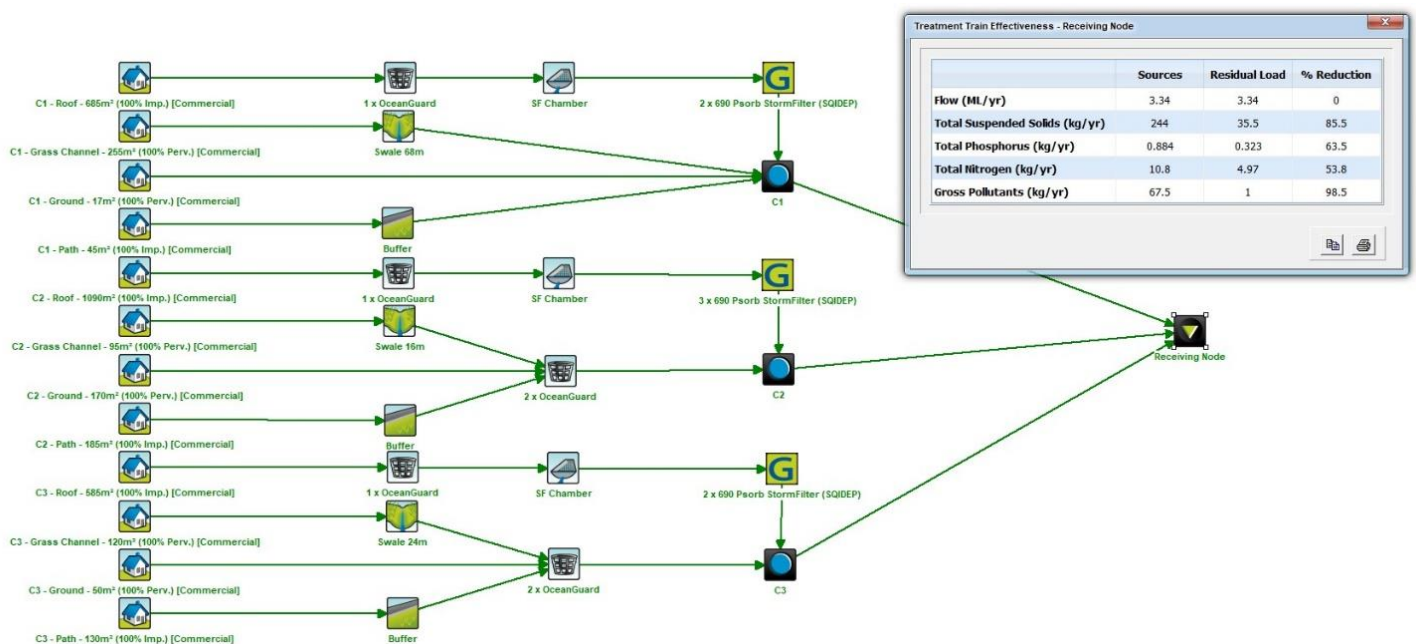 Treatment Train Effectiveness - Receiving Node
Sources Residual Load % Reduction
Flow (ML/yr) 3.34 3.34 0
Total Suspended Solids (kg/yr) 244 35.5 85.5
Total Phosphorus (kg/yr) 0.884 0.323 63.5
Total Nitrogen (kg/yr) 10.8 4.97 53.8
Gross Pollutants (kg/yr) 67.5 1 98.5
C1 - Roof - 685m² (100% Imp.) [Commercial]
1 x OceanGuard
SF Chamber
G
2 x 690 Psorb StormFilter (SQIDEP)
C1 - Grass Channel - 255m² (100% Perv.) [Commercial]
Swale 68m
C1 - Ground - 17m² (100% Perv.) [Commercial]
C1
C1 - Path - 45m² (100% Imp.) [Commercial]
Buffer
C2 - Roof - 1090m² (100% Imp.) [Commercial]
1 x OceanGuard
SF Chamber
G
3 x 690 Psorb StormFilter (SQIDEP)
C2 - Grass Channel - 95m² (100% Perv.) [Commercial]
Swale 16m
Receiving Node
C2 - Ground - 170m² (100% Perv.) [Commercial]
2 x OceanGuard
C2
C2 - Path - 185m² (100% Imp.) [Commercial]
Buffer
C3 - Roof - 585m² (100% Imp.) [Commercial]
1 x OceanGuard
SF Chamber
G
2 x 690 Psorb StormFilter (SQIDEP)
C3 - Grass Channel - 120m² (100% Perv.) [Commercial]
Swale 24m
C3 - Ground - 50m² (100% Perv.) [Commercial]
2 x OceanGuard
C3
C3 - Path - 130m² (100% Imp.) [Commercial]
Buffer